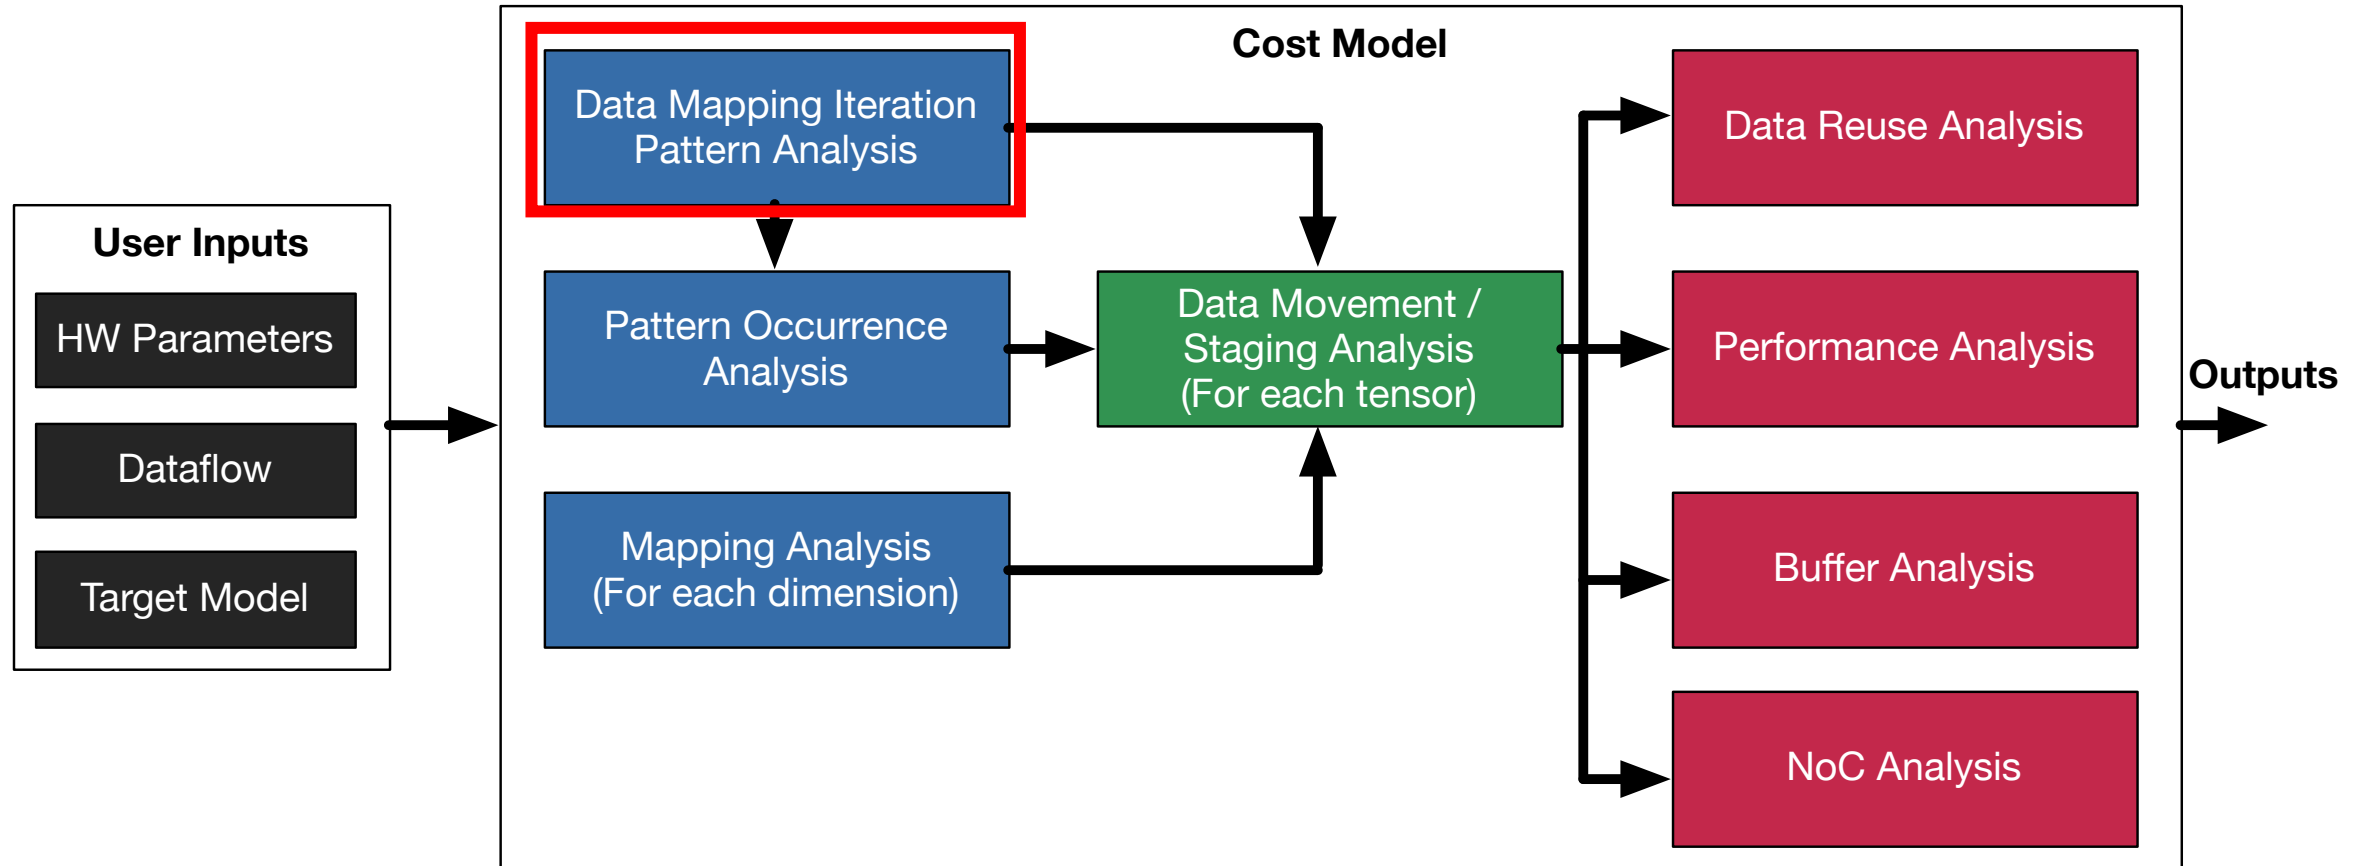 Cost Model
User Inputs
HW Parameters
Dataflow
Target Model
Data Mapping Iteration
Pattern Analysis
Pattern Occurrence
Analysis
Mapping Analysis
(For each dimension)
Data Movement /
Staging Analysis
(For each tensor)
Data Reuse Analysis
Performance Analysis
Buffer Analysis
NoC Analysis
Outputs